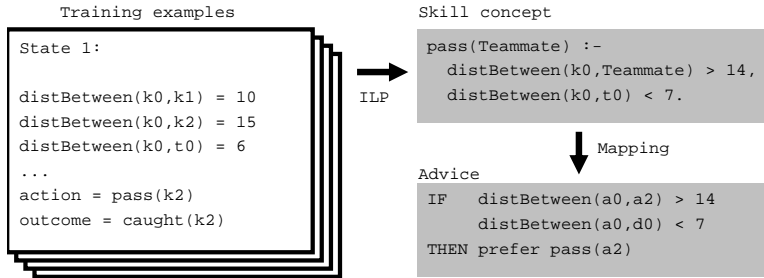 Training examples
State 1:
distBetween(k0,k1) = 10
distBetween(k0,k2) = 15
distBetween(k0,t0) = 6
...
action = pass(k2)
outcome = caught(k2)
ILP
Skill concept
pass(Teammate) :-
distBetween(k0,Teammate) > 14,
distBetween(k0,t0) < 7.
Mapping
Advice
IF distBetween(a0,a2) > 14
distBetween(a0,d0) < 7
THEN prefer pass(a2)